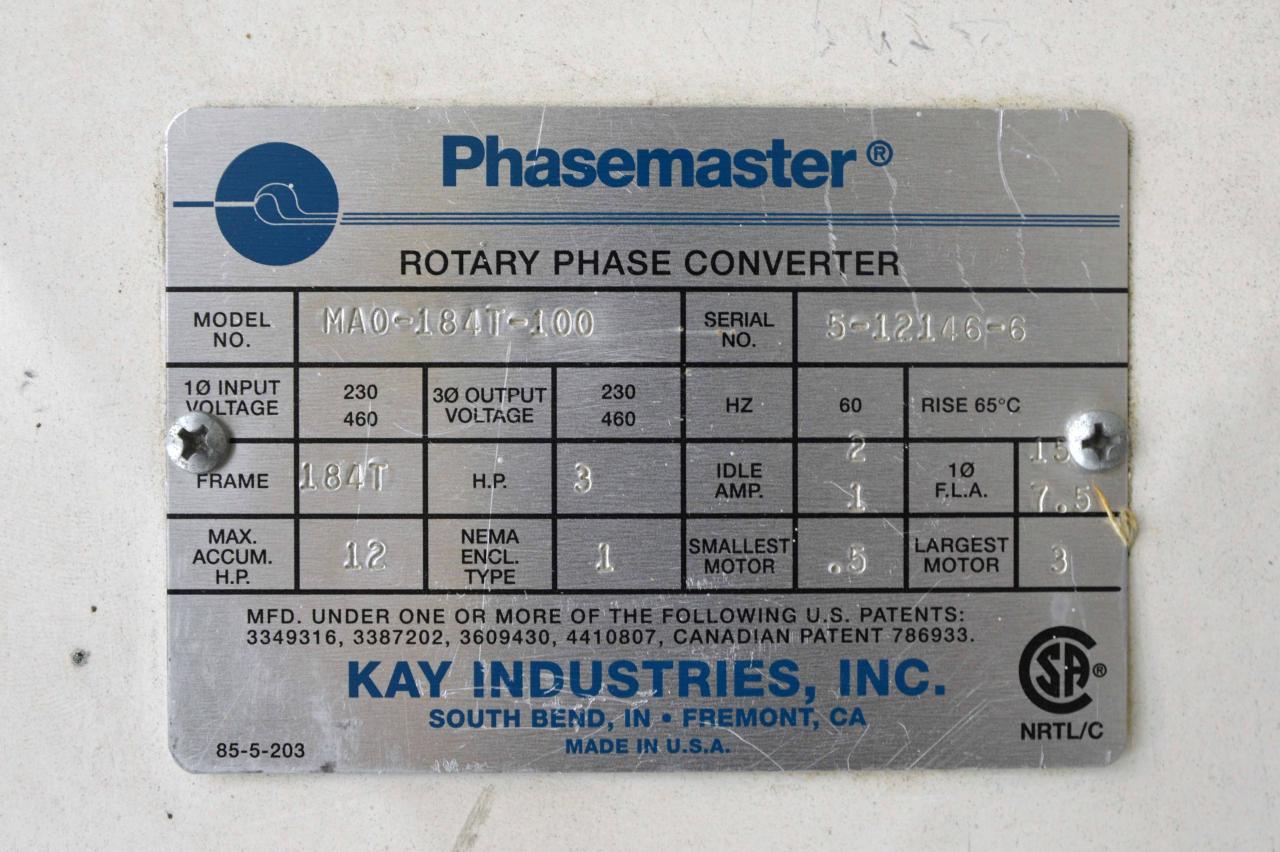 Phasemaster®
ROTARY PHASE CONVERTER
MODEL NO. MA0-184T-100 SERIAL NO. 5-12146-6
1Ø INPUT VOLTAGE 230 460 3Ø OUTPUT VOLTAGE 230 460 HZ 60 RISE 65°C
FRAME 184T H.P. 3 IDLE AMP. 2 1 1Ø F.L.A. 15 7.5
MAX. ACCUM. H.P. 12 NEMA ENCL. TYPE 1 SMALLEST MOTOR .5 LARGEST MOTOR 3
MFD. UNDER ONE OR MORE OF THE FOLLOWING U.S. PATENTS:
3349316, 3387202, 3609430, 4410807, CANADIAN PATENT 786933.
KAY INDUSTRIES, INC.
SOUTH BEND, IN • FREMONT, CA
MADE IN U.S.A.
85-5-203
SA®
NRTL/C